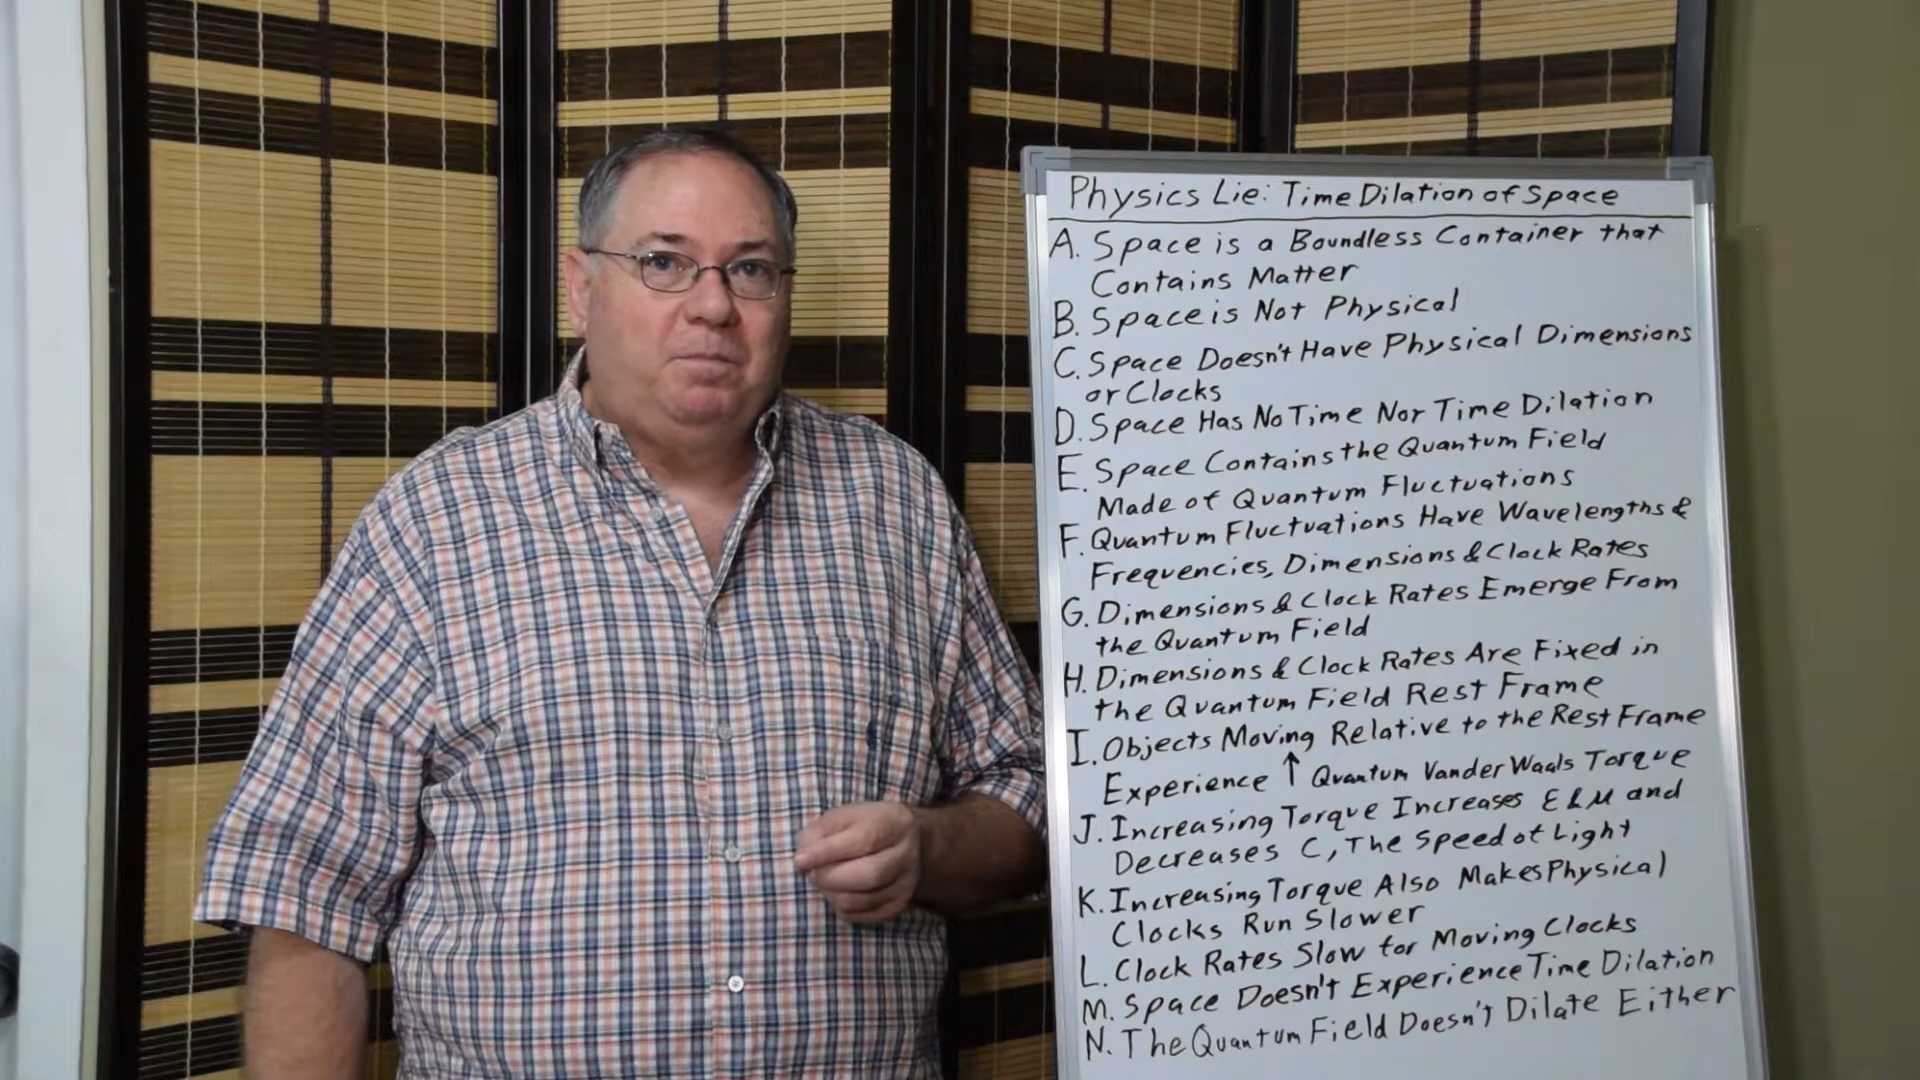 Physics Lie: Time Dilation of Space
A. Space is a Boundless Container that
Contains Matter
B. Space is Not Physical
C. Space Doesn't Have Physical Dimensions
or Clocks
D. Space Has No Time Nor Time Dilation
E. Space Contains the Quantum Field
Made of Quantum Fluctuations
F. Quantum Fluctuations Have Wavelengths &
Frequencies, Dimensions & Clock Rates
G. Dimensions & Clock Rates Emerge From
the Quantum Field
H. Dimensions & Clock Rates Are Fixed in
the Quantum Field Rest Frame
I. Objects Moving Relative to the Rest Frame
Experience ↑ Quantum Vander Waals Torque
J. Increasing Torque Increases E & M and
Decreases C, The Speed of Light
K. Increasing Torque Also Makes Physical
Clocks Run Slower
L. Clock Rates Slow for Moving Clocks
M. Space Doesn't Experience Time Dilation
N. The Quantum Field Doesn't Dilate Either